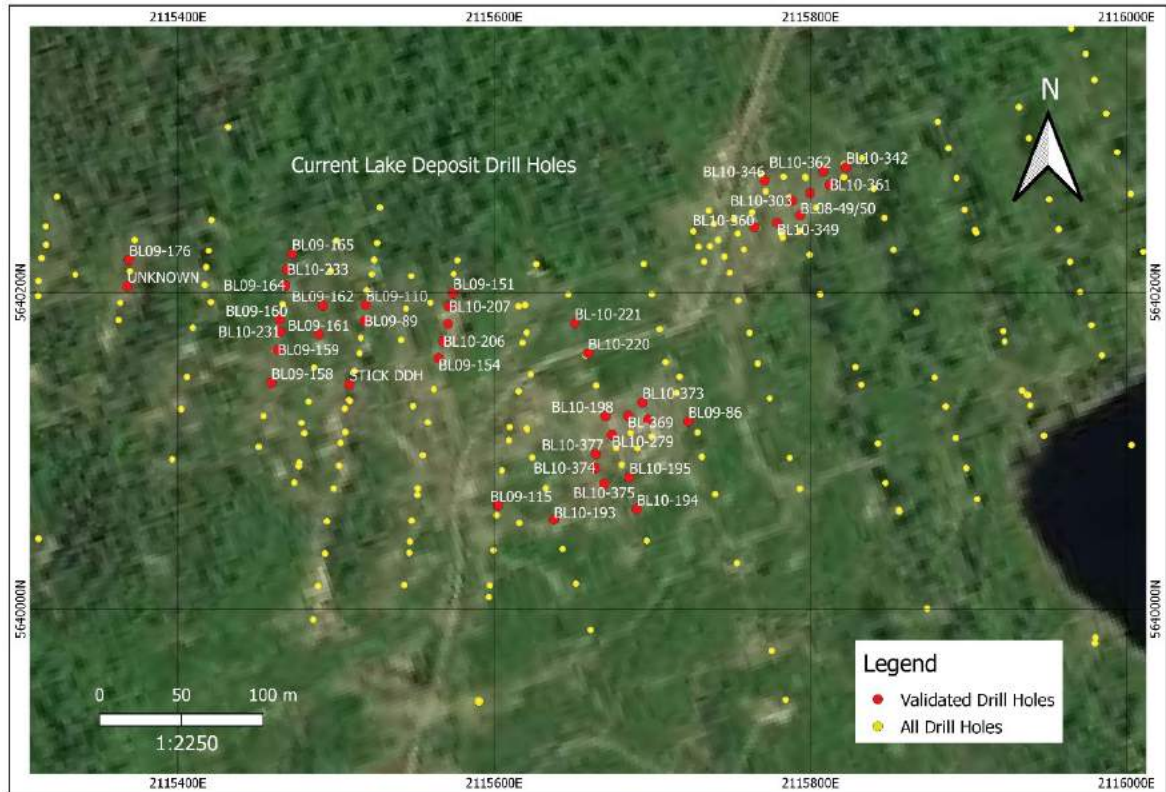 2115400E 2115600E 2115800E 2116000E
N
Current Lake Deposit Drill Holes
BL10-362 BL10-342
BL10-346
BL10-361
BL10-303
BL08-49/50
BL10-360
BL10-349
BL09-176 BL09-165
UNKNOWN
BL10-233
BL09-164
BL09-162 BL09-110
BL09-151
BL10-207
BL09-160
BL10-231 BL09-161
BL09-89
BL-10-221
BL09-159
BL10-206
BL10-220
BL09-154
BL09-158 STICK DDH
BL10-373
BL10-198
BL-369
BL09-86
BL10-279
BL10-377
BL10-374
BL10-195
BL10-375
BL09-115
BL10-193
BL10-194
5640200N 5640200N
5640000N 5640000N
0 50 100 m
1:2250
Legend
Validated Drill Holes
All Drill Holes
2115400E 2115600E 2115800E 2116000E